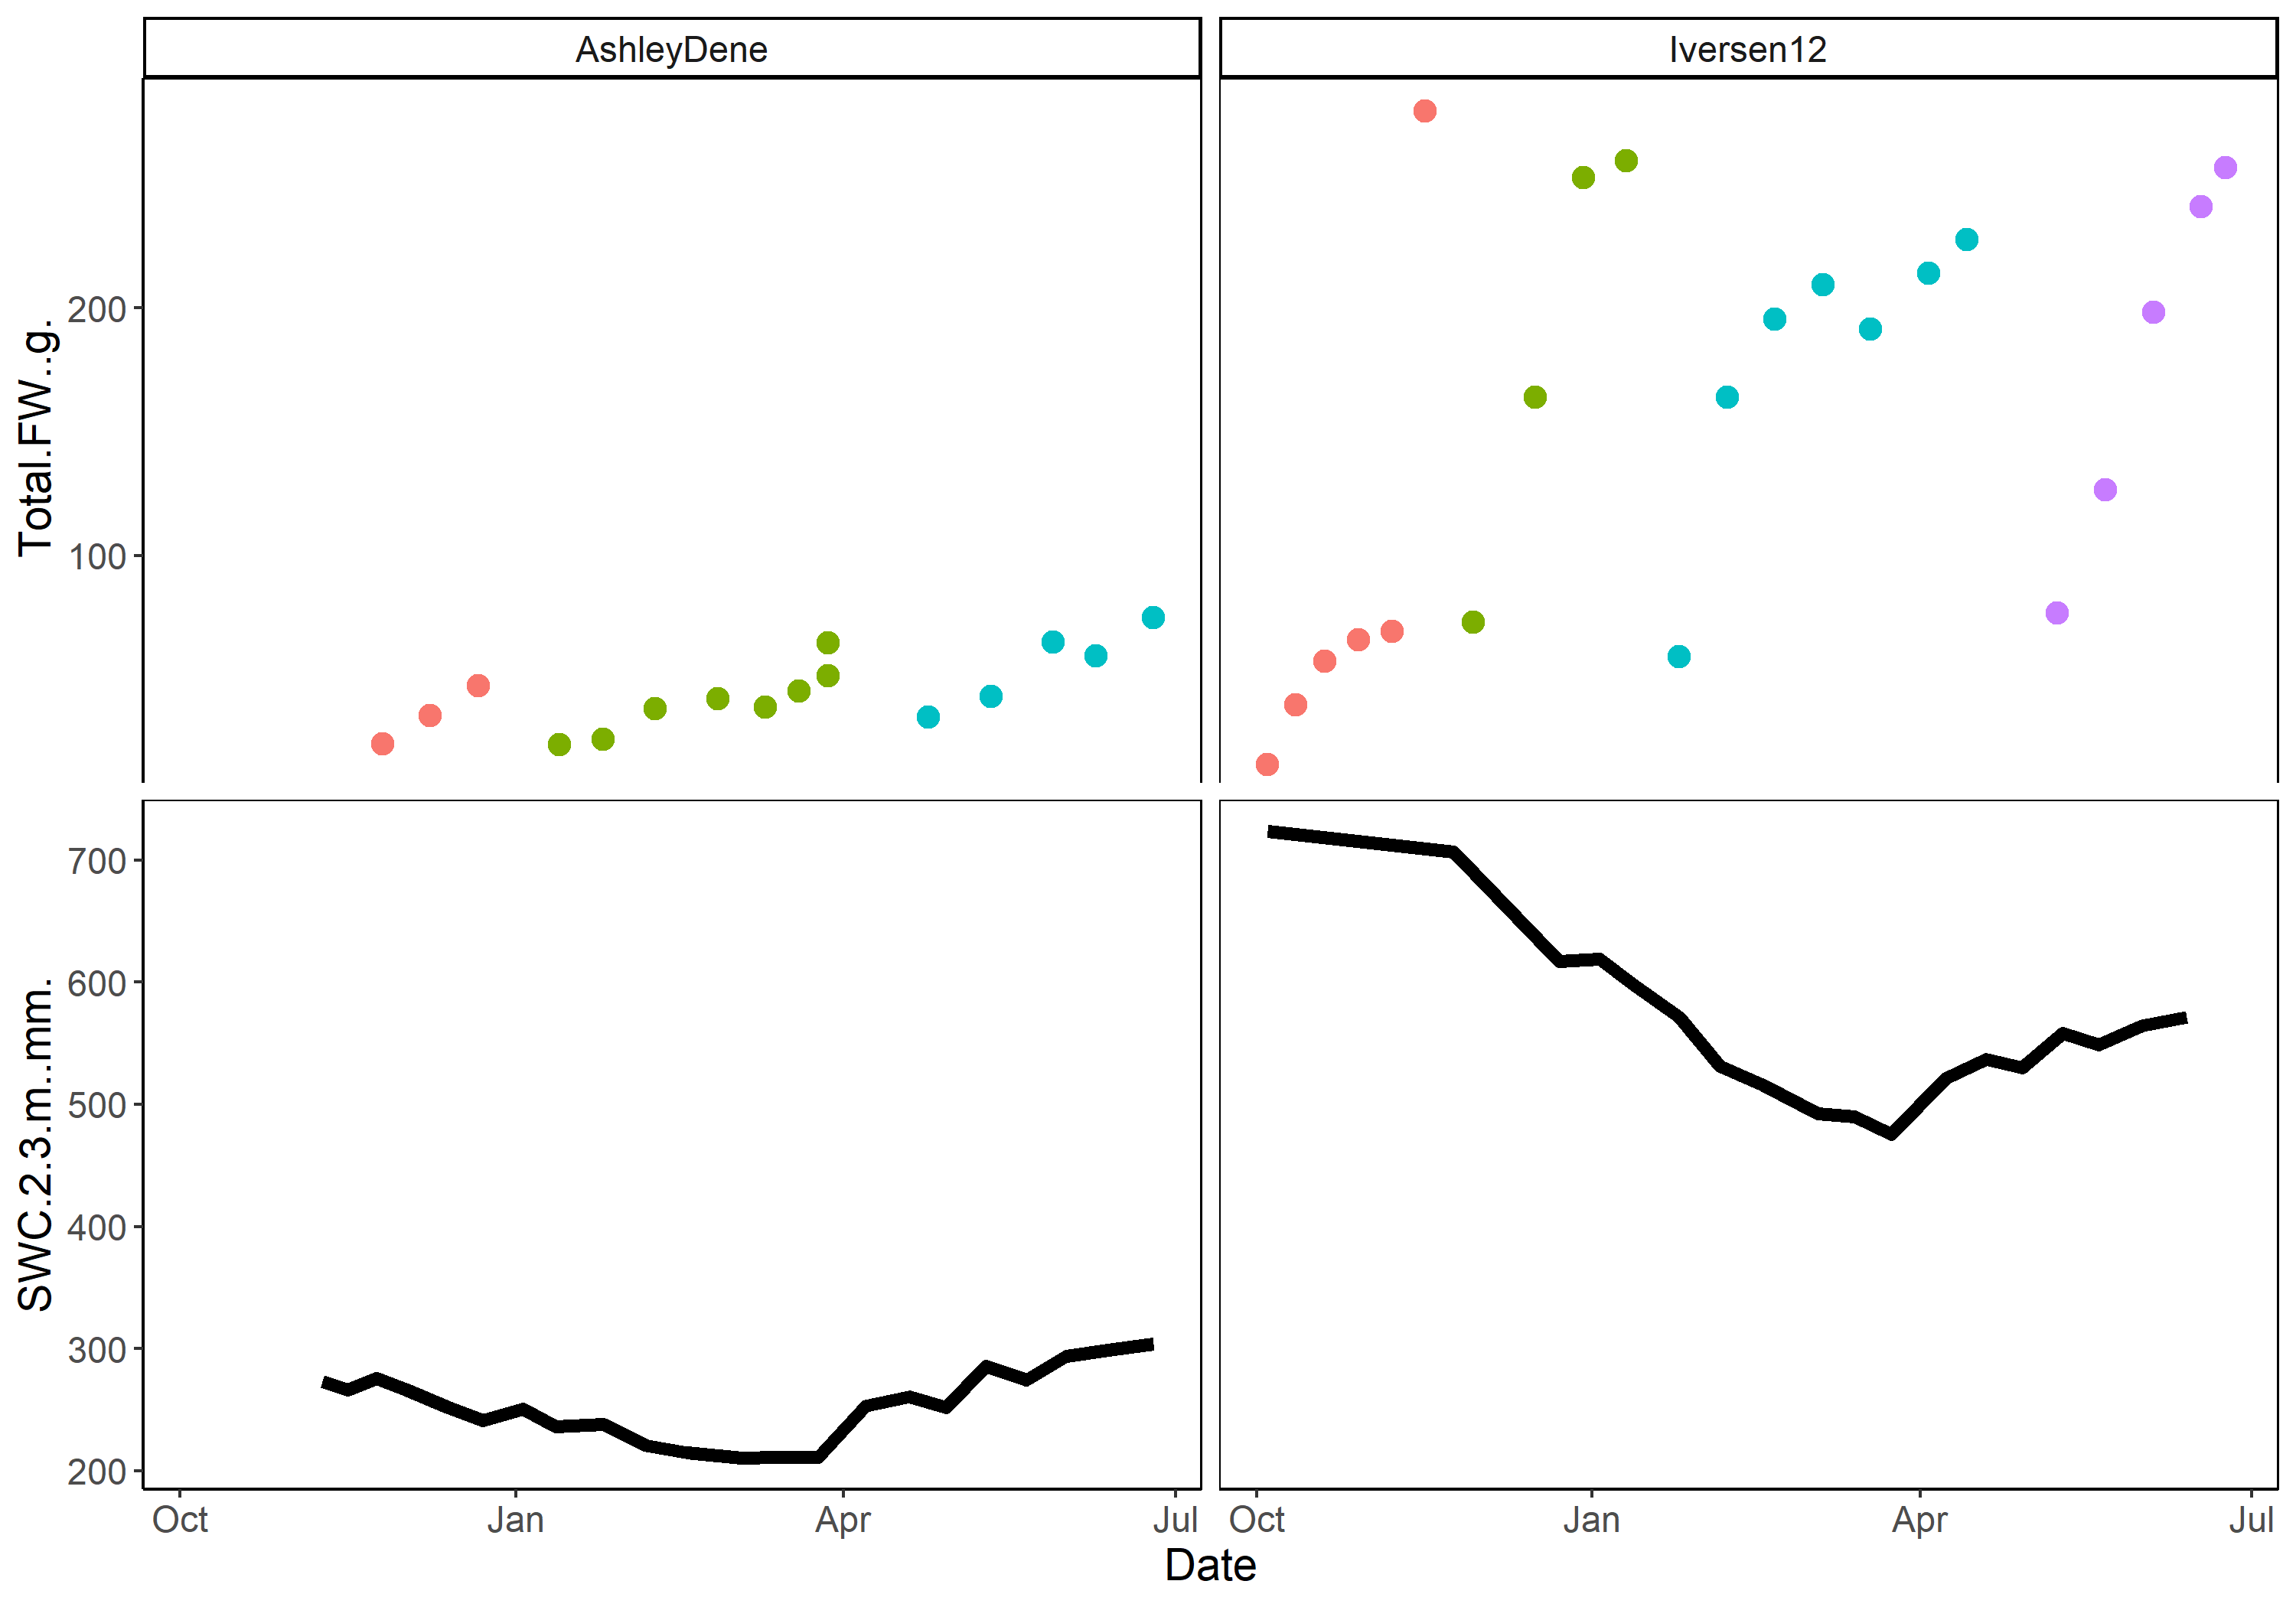 AshleyDene
Iversen12
Total.FW..g.
200
100
SWC.2.3.m..mm.
700
600
500
400
300
200
Oct
Jan
Apr
Jul
Oct
Jan
Apr
Jul
Date